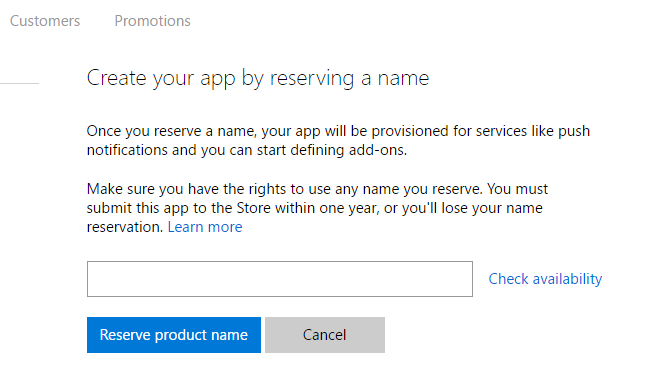 Customers Promotions
Create your app by reserving a name
Once you reserve a name, your app will be provisioned for services like push
notifications and you can start defining add-ons.
Make sure you have the rights to use any name you reserve. You must
submit this app to the Store within one year, or you'll lose your name
reservation. Learn more
Check availability
Reserve product name Cancel